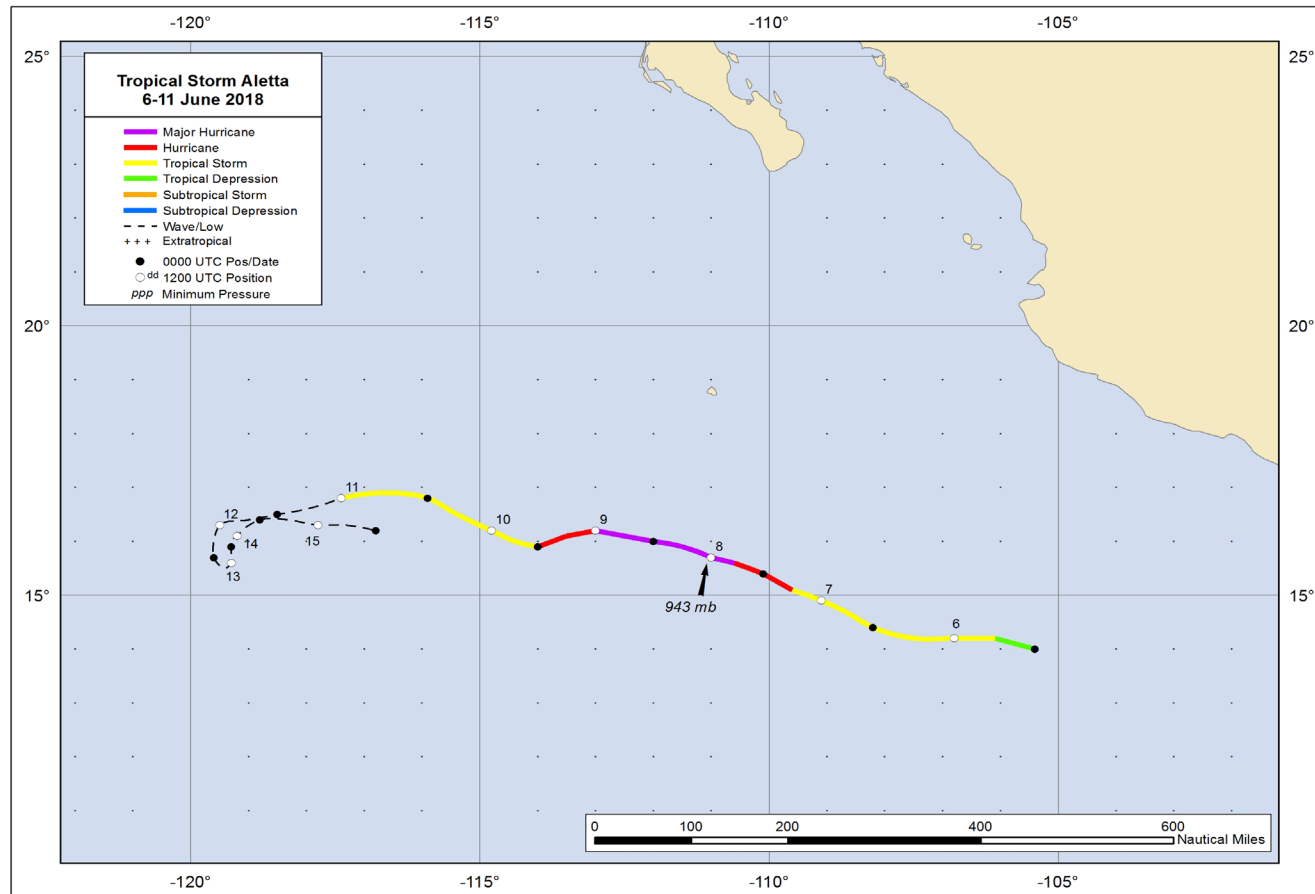 -120° -115° -110° -105°
25° 25°
Tropical Storm Aletta
6-11 June 2018
Major Hurricane
Hurricane
Tropical Storm
Tropical Depression
Subtropical Storm
Subtropical Depression
Wave/Low
+ + + Extratropical
0000 UTC Pos/Date
dd 1200 UTC Position
ppp Minimum Pressure
20° 20°
11
12
10
9
14
15
8
13
943 mb
7
15° 15°
6
0 100 200 400 600
Nautical Miles
-120° -115° -110° -105°